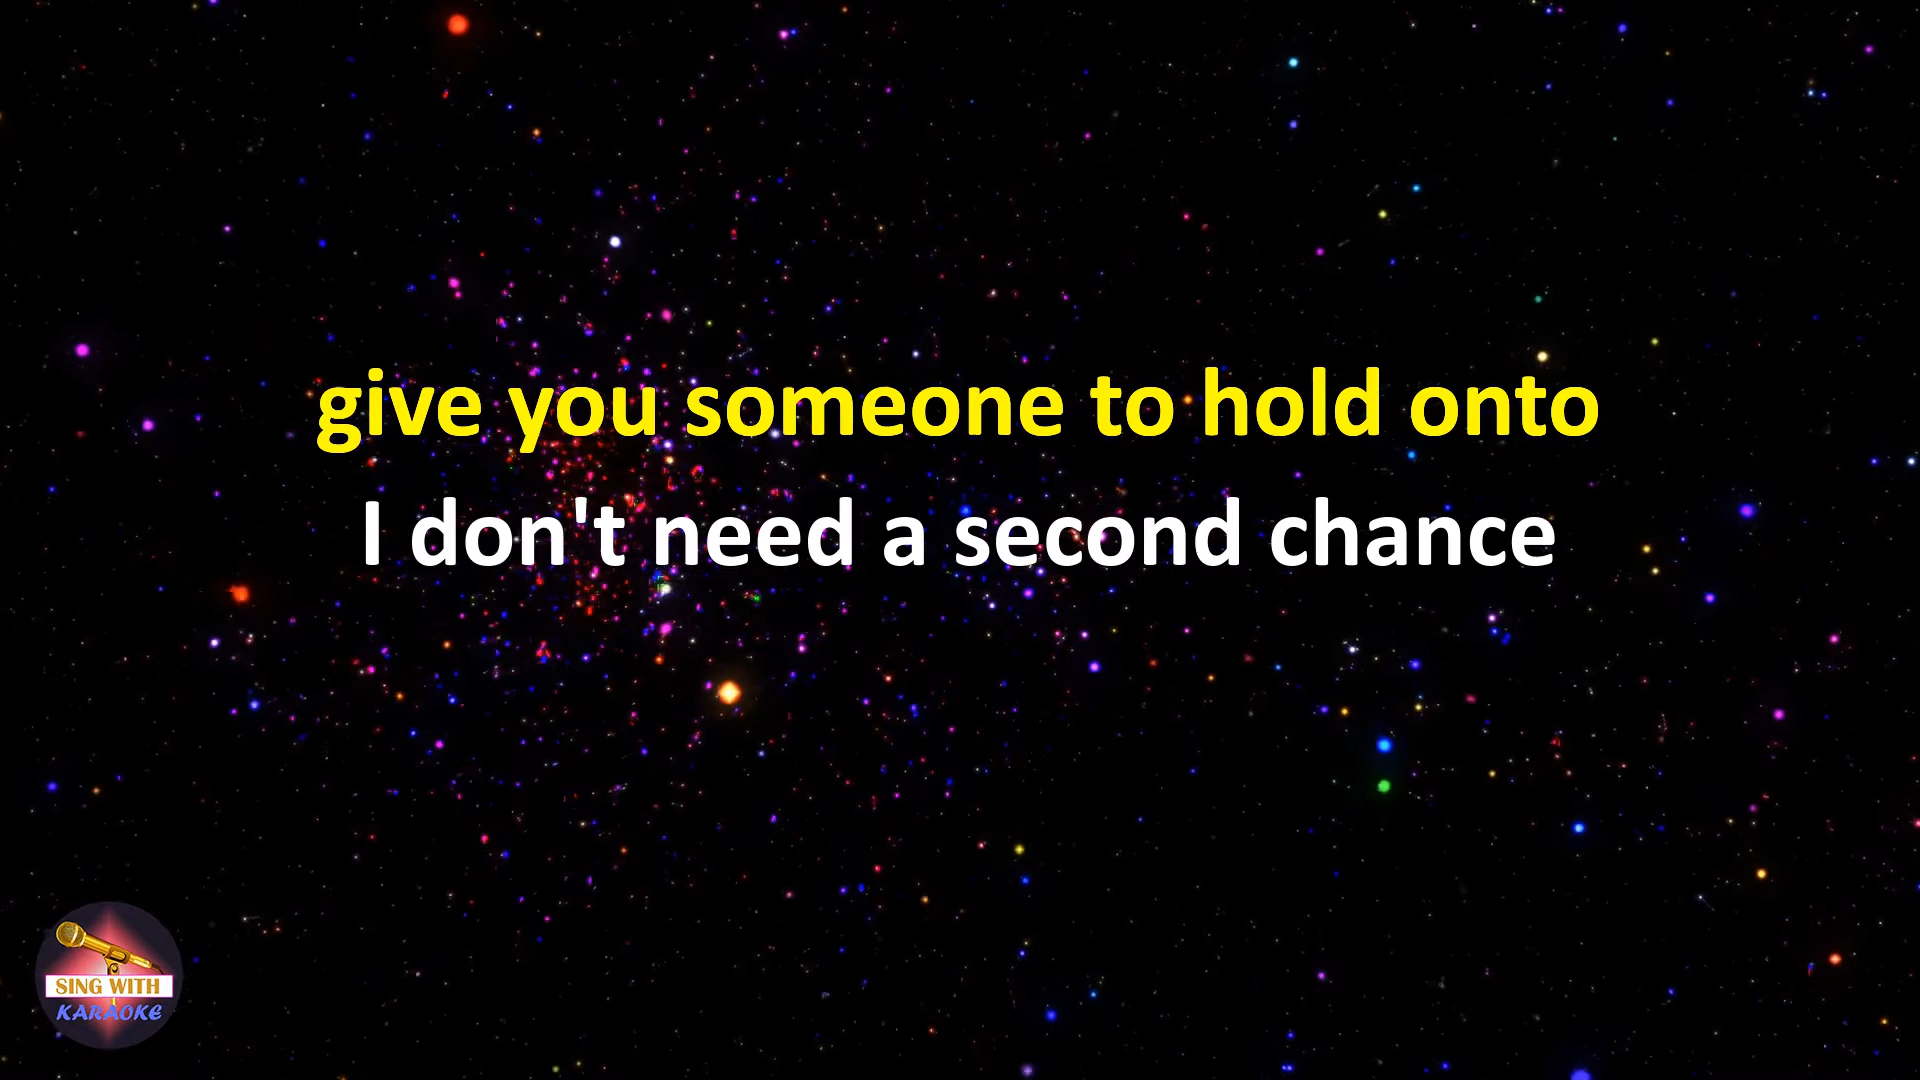 give you someone to hold onto
I don't need a second chance
SING WITH
KARAOKE